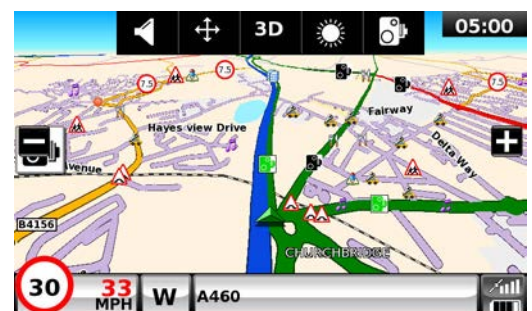 3D
05:00
7.5
7.5
7.5
Fairway
Hayes view Drive
Delta Way
Avenue
B4156
CHURCHBRIDGE
30
33
MPH
W
A460